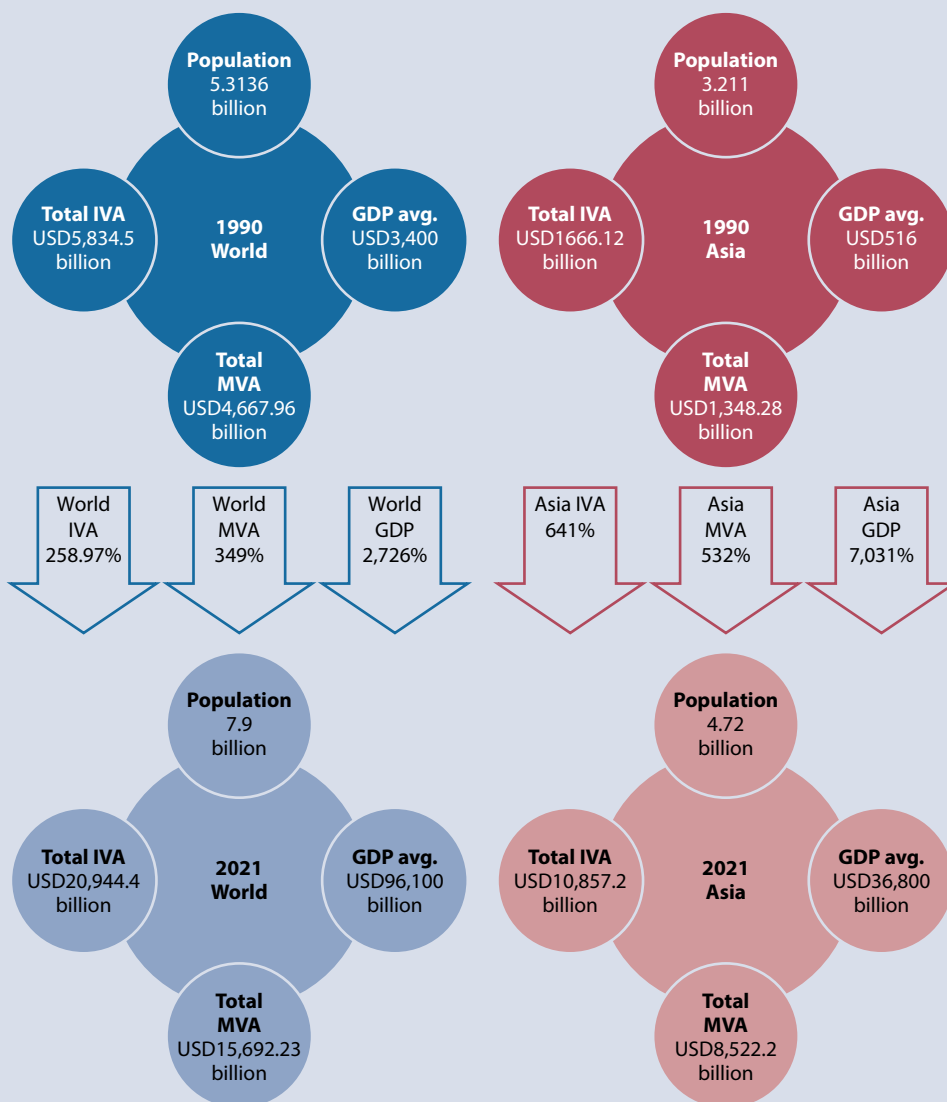 Population
5.3136
billion
Total IVA
USD5,834.5
billion
1990
World
GDP avg.
USD3,400
billion
Total
MVA
USD4,667.96
billion
Population
3.211
billion
Total IVA
USD1666.12
billion
1990
Asia
GDP avg.
USD516
billion
Total
MVA
USD1,348.28
billion
World
IVA
258.97%
World
MVA
349%
World
GDP
2,726%
Asia IVA
641%
Asia
MVA
532%
Asia
GDP
7,031%
Population
7.9
billion
Total IVA
USD20,944.4
billion
2021
World
GDP avg.
USD96,100
billion
Total
MVA
USD15,692.23
billion
Population
4.72
billion
Total IVA
USD10,857.2
billion
2021
Asia
GDP avg.
USD36,800
billion
Total
MVA
USD8,522.2
billion